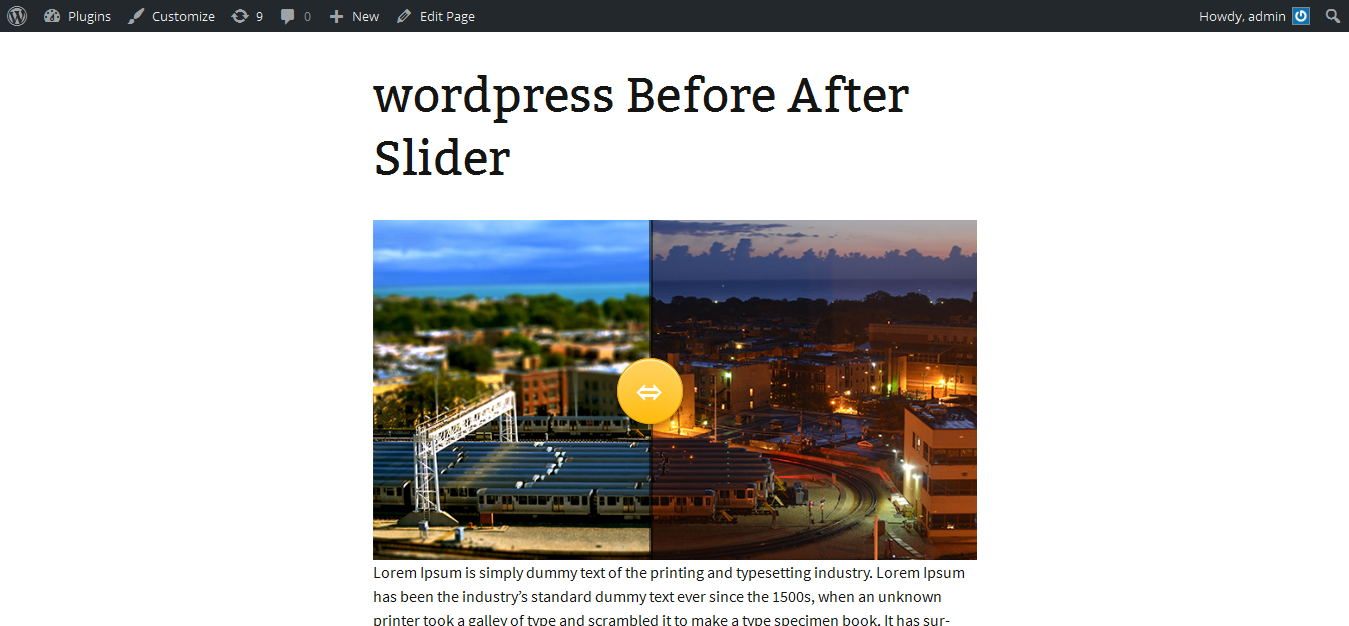 Plugins Customize 9 0 New Edit Page Howdy, admin
wordpress Before After
Slider
Lorem Ipsum is simply dummy text of the printing and typesetting industry. Lorem Ipsum
has been the industry’s standard dummy text ever since the 1500s, when an unknown
printer took a galley of type and scrambled it to make a type specimen book. It has sur-